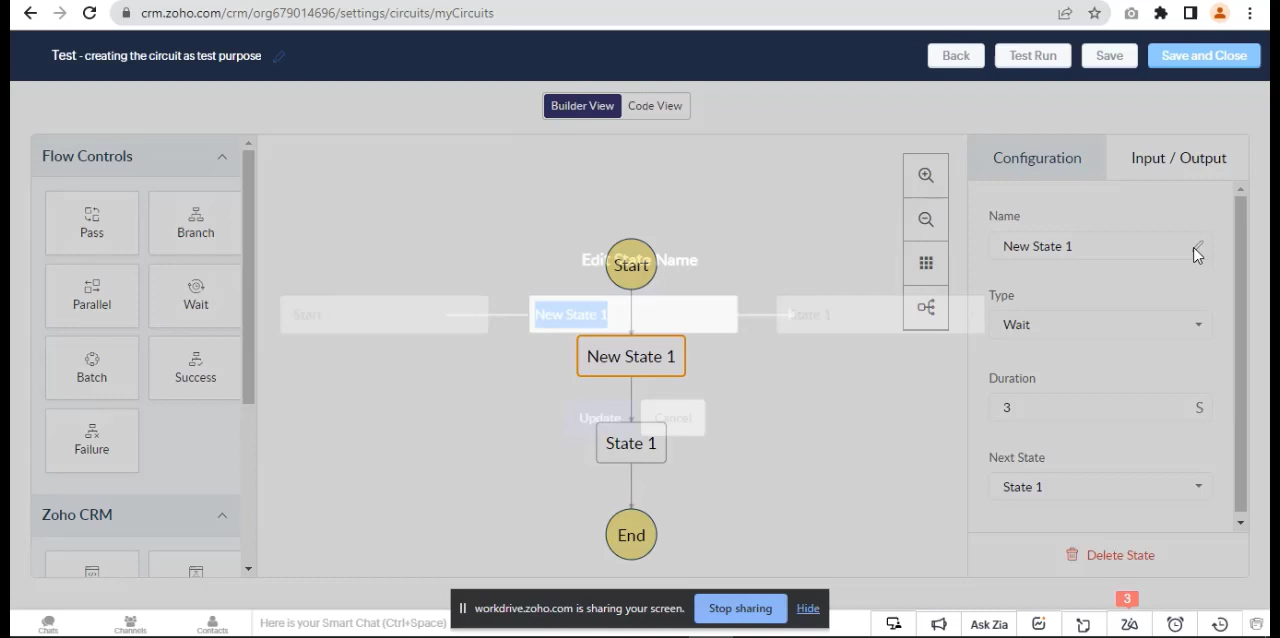 crm.zoho.com/crm/org679014696/settings/circuits/myCircuits
Test - creating the circuit as test purpose
Back
Test Run
Save
Save and Close
Builder View
Code View
Flow Controls
Pass
Branch
Parallel
Wait
Batch
Success
Failure
Zoho CRM
Edit State Name
Start
Start
New State 1
State 1
New State 1
Update
Cancel
State 1
End
Configuration
Input / Output
Name
New State 1
Type
Wait
Duration
3
S
Next State
State 1
Delete State
workdrive.zoho.com is sharing your screen.
Stop sharing
Hide
Chats
Channels
Contacts
Here is your Smart Chat (Ctrl+Space)
Ask Zia
3